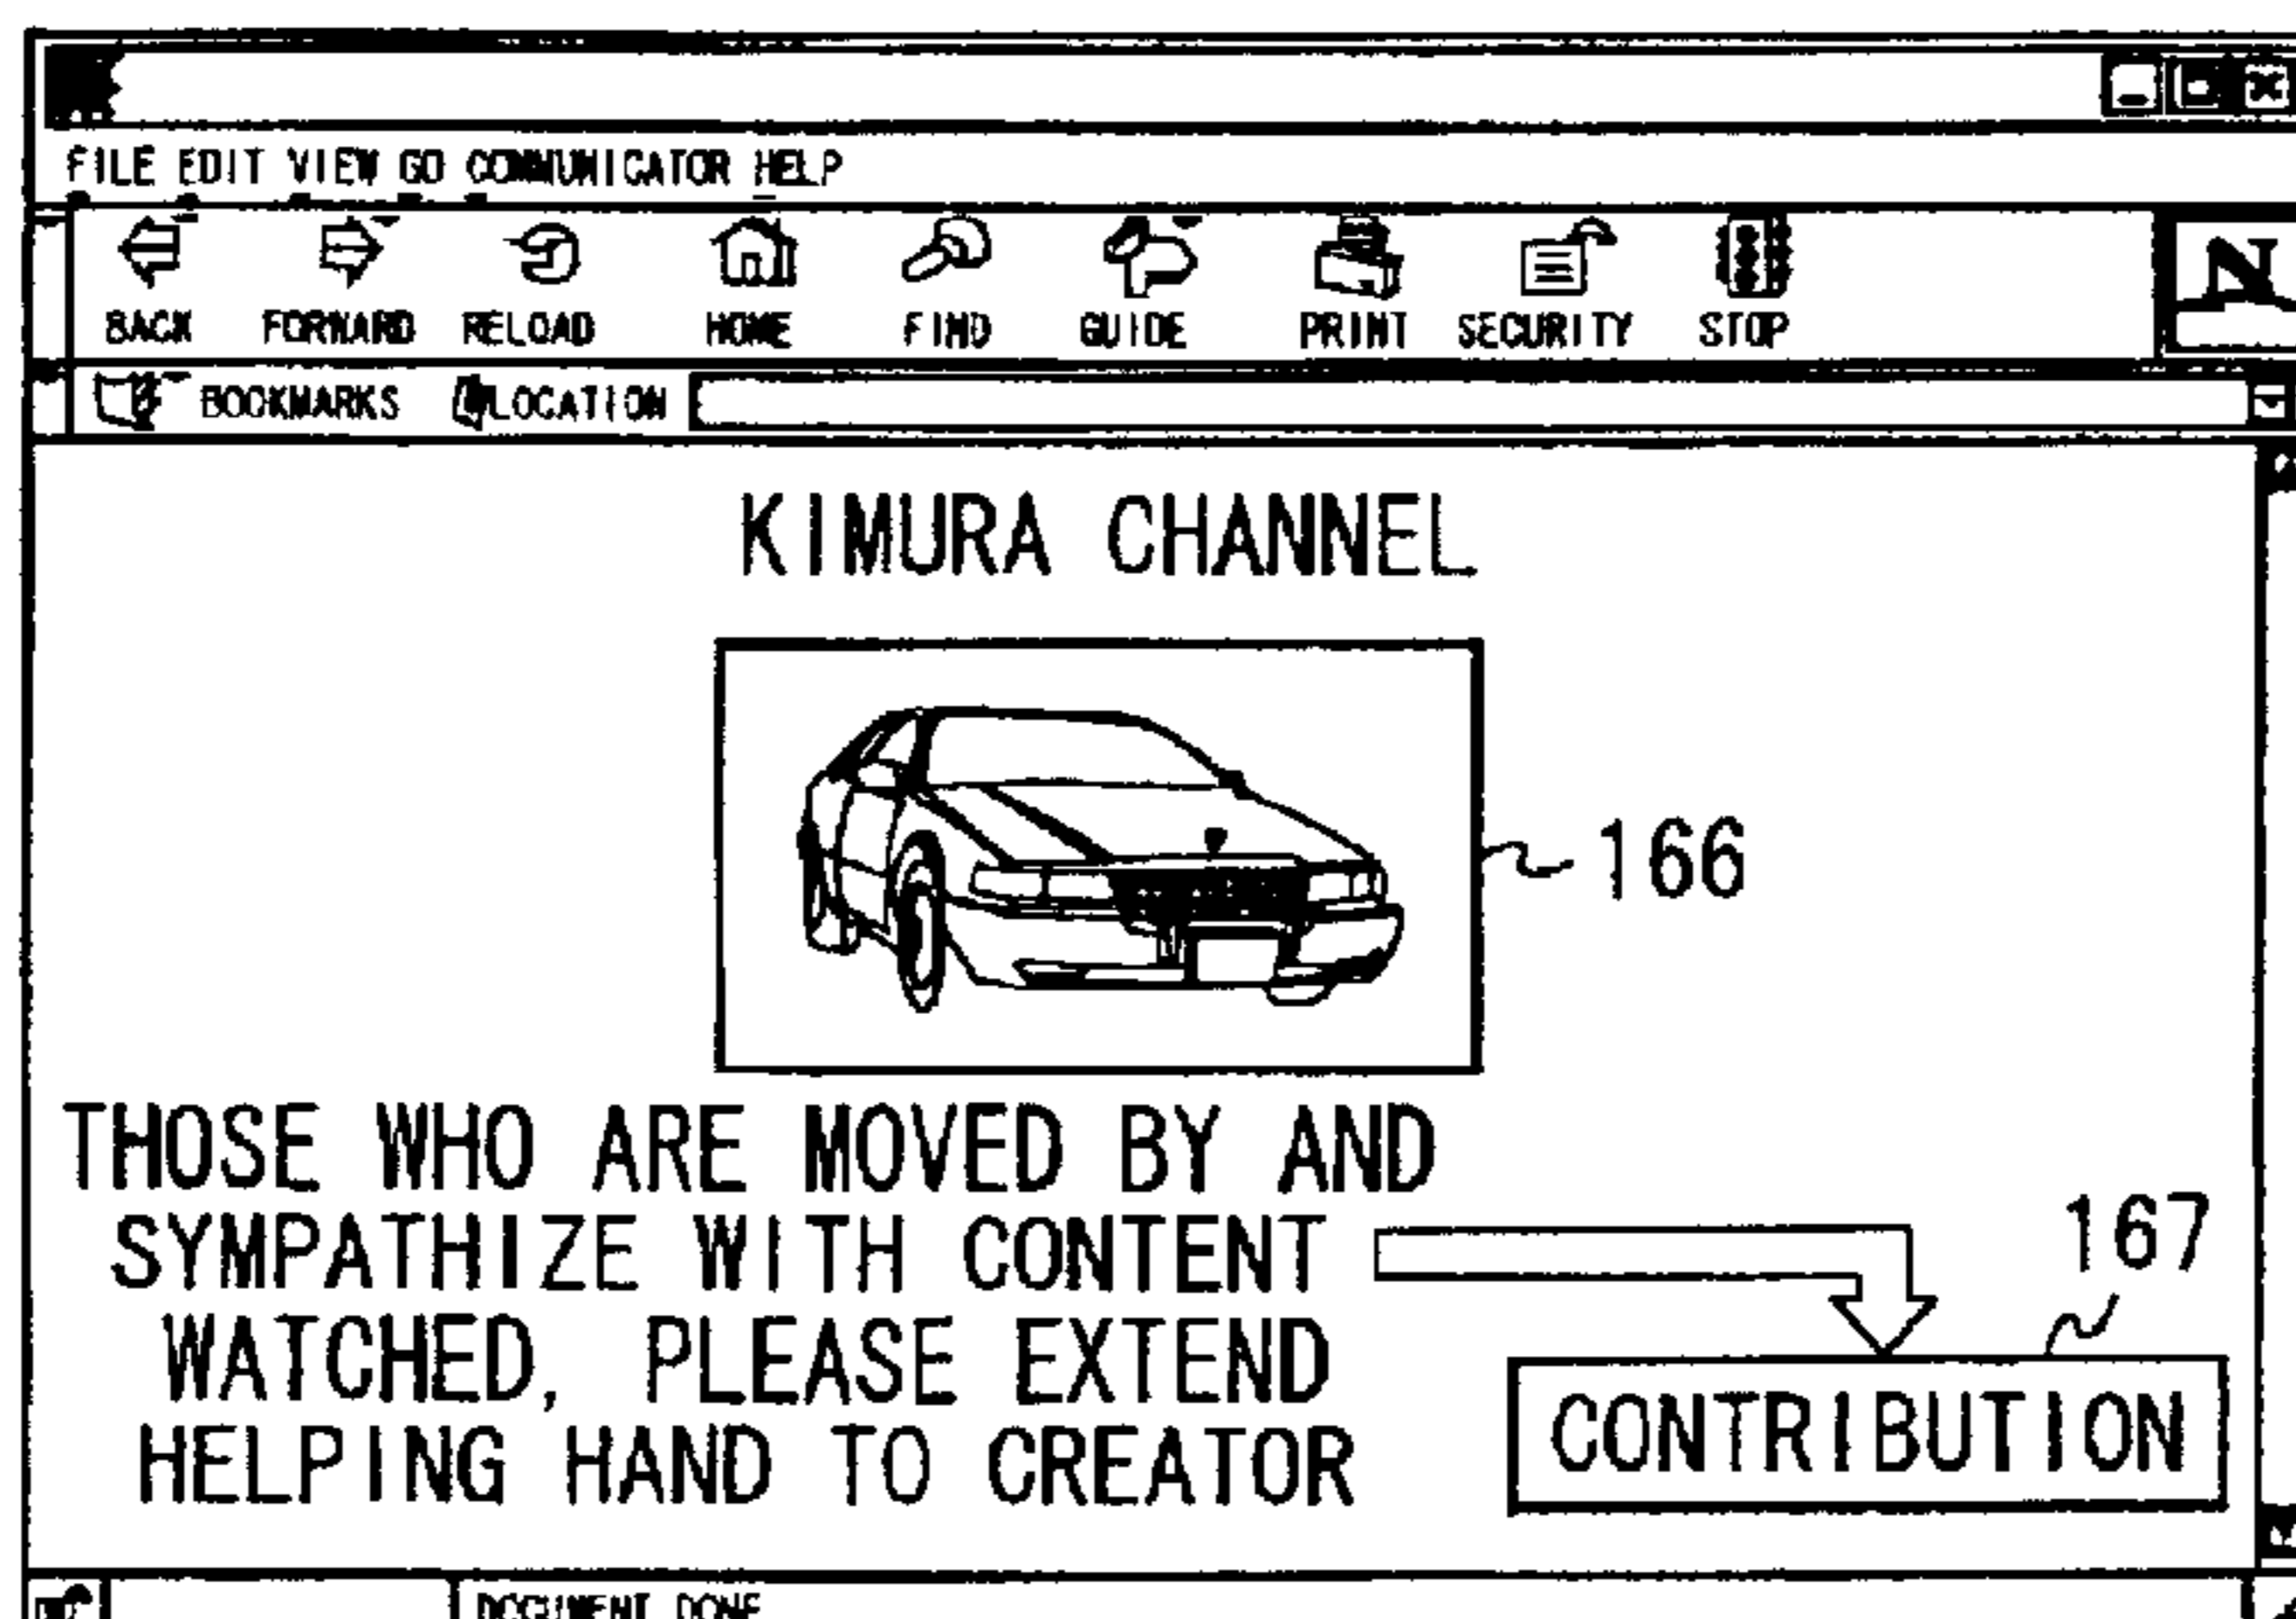 FILE EDIT VIEW GO COMMUNICATOR HELP
BACK FORWARD RELOAD HOME FIND GUIDE PRINT SECURITY STOP
N
BOOKMARKS LOCATION
KIMURA CHANNEL
166
THOSE WHO ARE MOVED BY AND
SYMPATHIZE WITH CONTENT
WATCHED, PLEASE EXTEND
HELPING HAND TO CREATOR
167
CONTRIBUTION
DOCUMENT DONE